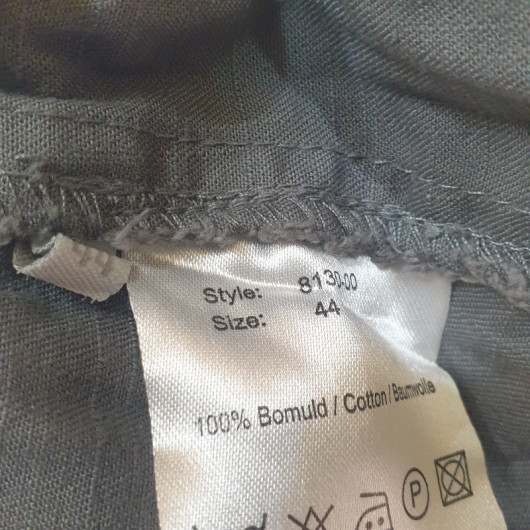 Style: 8130-00
Size: 44
100% Bomuld / Cotton / Baumwolle
P